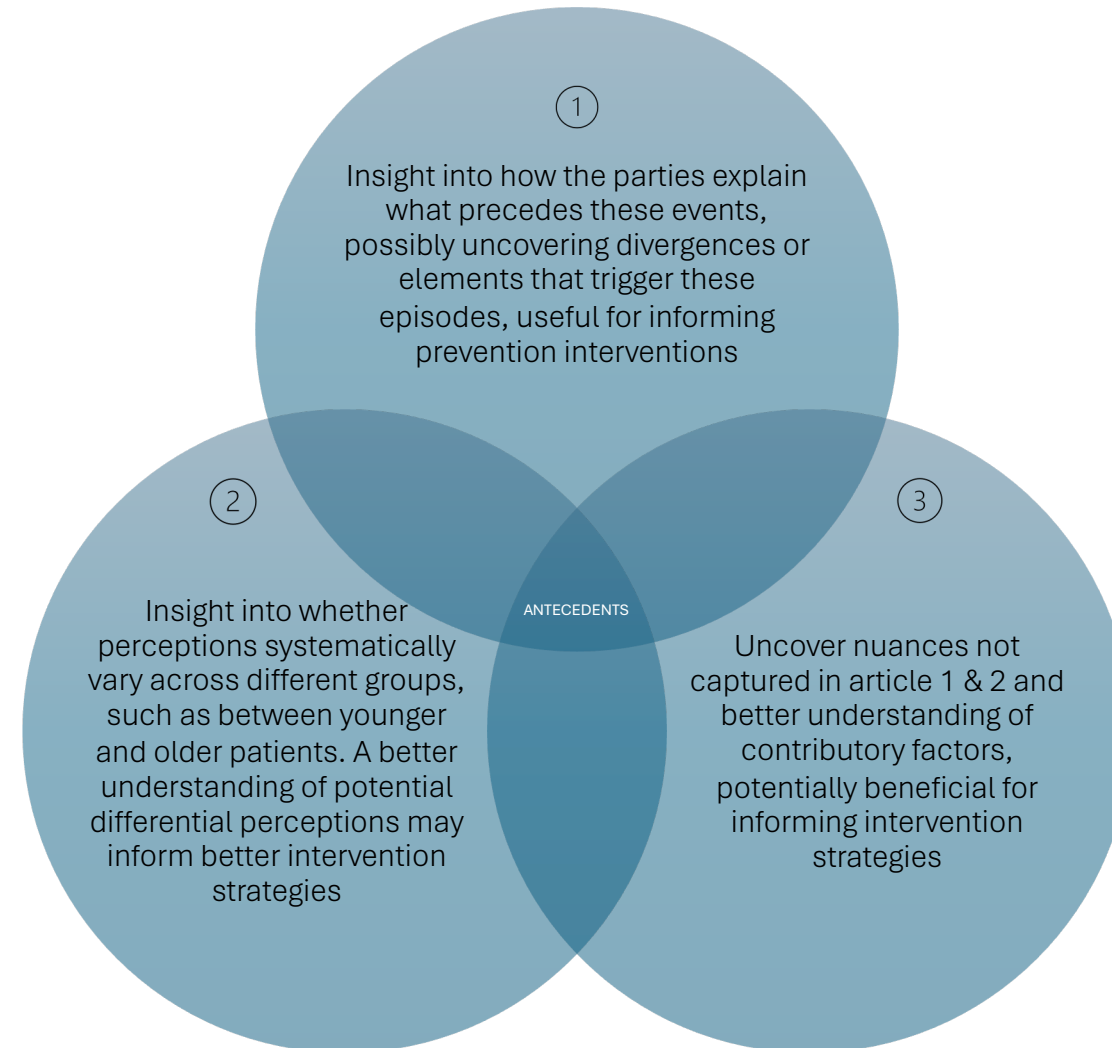 1
Insight into how the parties explain
what precedes these events,
possibly uncovering divergences or
elements that trigger these
episodes, useful for informing
prevention interventions
2
Insight into whether
perceptions systematically
vary across different groups,
such as between younger
and older patients. A better
understanding of potential
differential perceptions may
inform better intervention
strategies
ANTECEDENTS
3
Uncover nuances not
captured in article 1 & 2 and
better understanding of
contributory factors,
potentially beneficial for
informing intervention
strategies